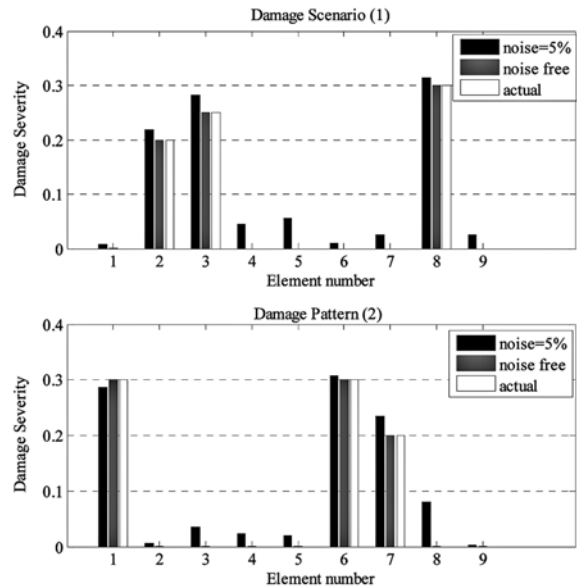 Damage Scenario (1)
0.4
0.3
0.2
0.1
0
Damage Severity
noise=5%
noise free
actual
1 2 3 4 5 6 7 8 9
Element number
Damage Pattern (2)
0.4
0.3
0.2
0.1
0
Damage Severity
noise=5%
noise free
actual
1 2 3 4 5 6 7 8 9
Element number